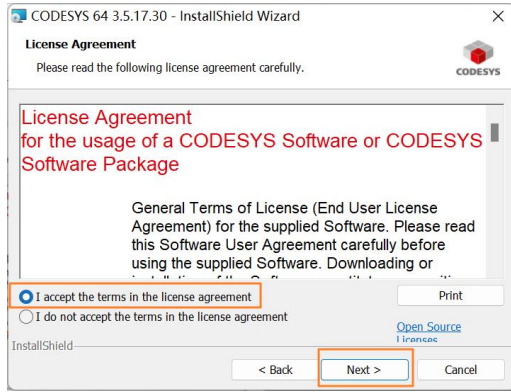 CODESYS 64 3.5.17.30 - InstallShield Wizard
License Agreement
Please read the following license agreement carefully.
CODESYS
License Agreement
for the usage of a CODESYS Software or CODESYS
Software Package
General Terms of License (End User License
Agreement) for the supplied Software. Please read
this Software User Agreement carefully before
using the supplied Software. Downloading or
I accept the terms in the license agreement
Print
I do not accept the terms in the license agreement
Open Source
Licenses
InstallShield
< Back
Next >
Cancel